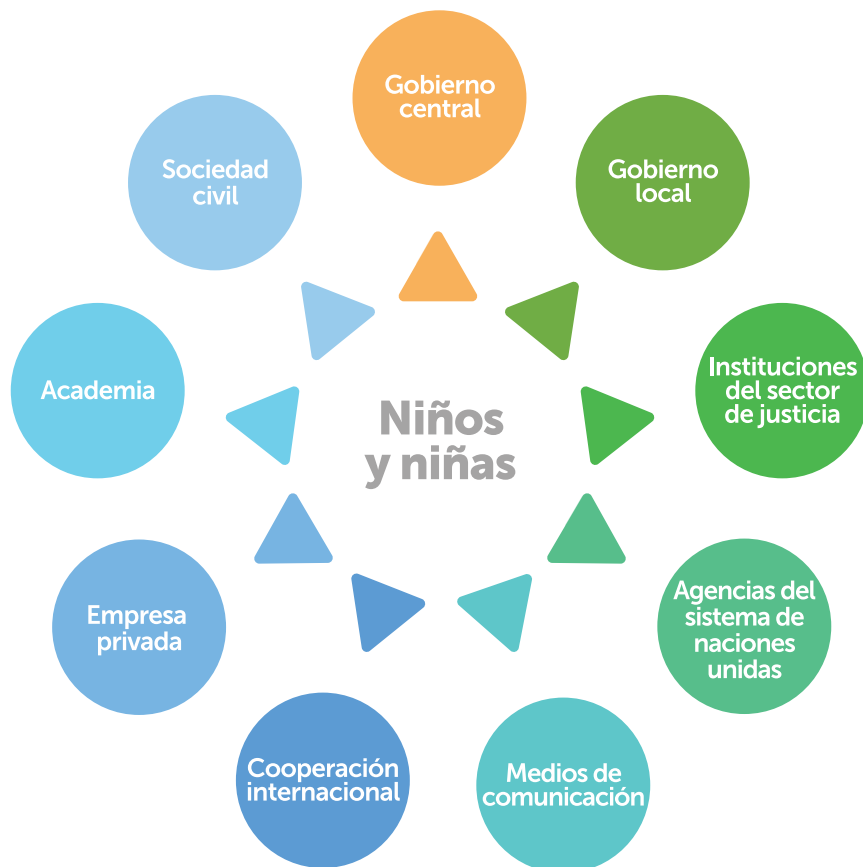 Gobierno
central
Gobierno
local
Instituciones
del sector
de justicia
Agencias del
sistema de
naciones
unidas
Medios de
comunicación
Cooperación
internacional
Empresa
privada
Academia
Sociedad
civil
Niños
y niñas